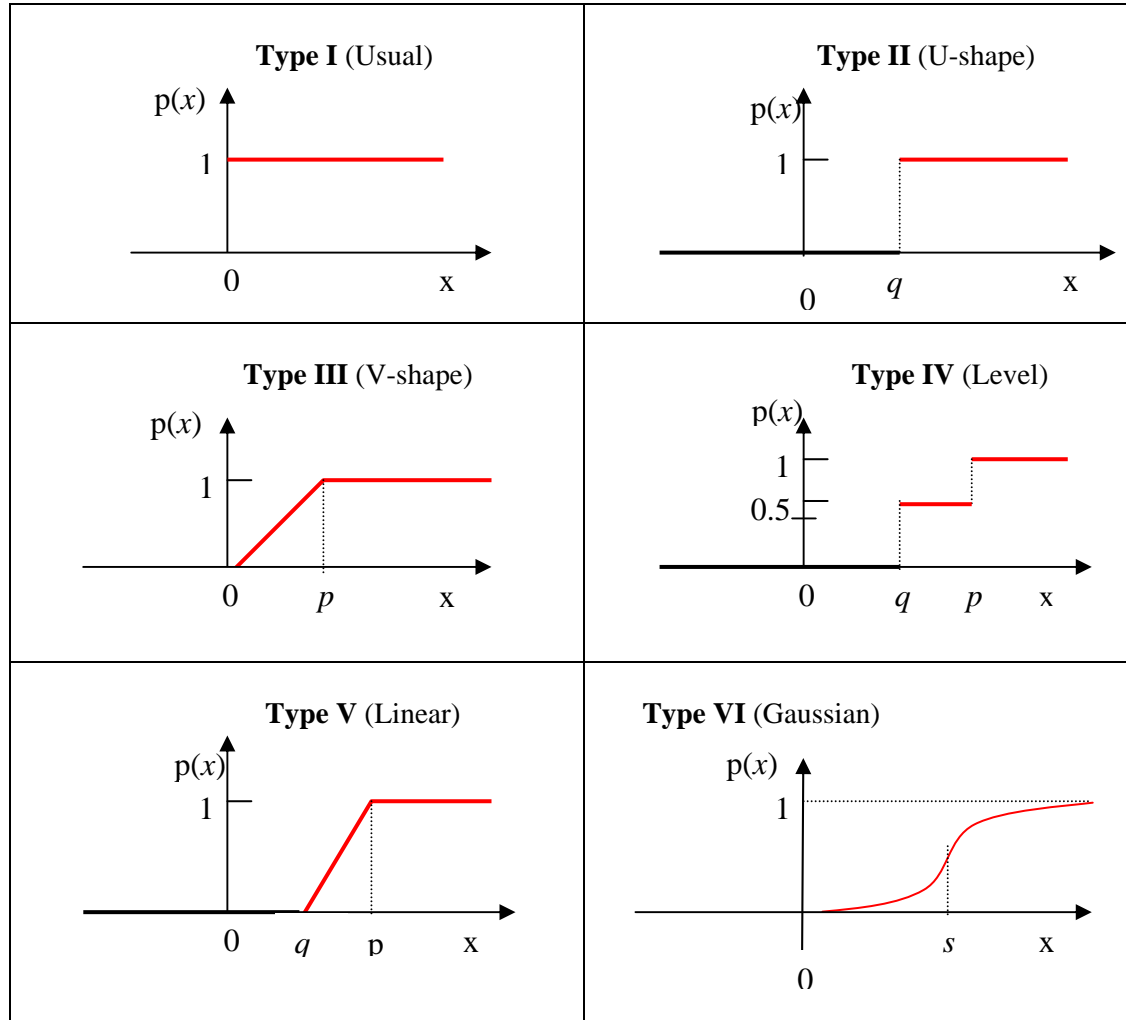 Type I (Usual)
p(x)
1
0 x
Type II (U-shape)
p(x)
1
0 q x
Type III (V-shape)
p(x)
1
0 p x
Type IV (Level)
p(x)
1
0.5
0 q p x
Type V (Linear)
p(x)
1
0 q p x
Type VI (Gaussian)
p(x)
1
0 s x